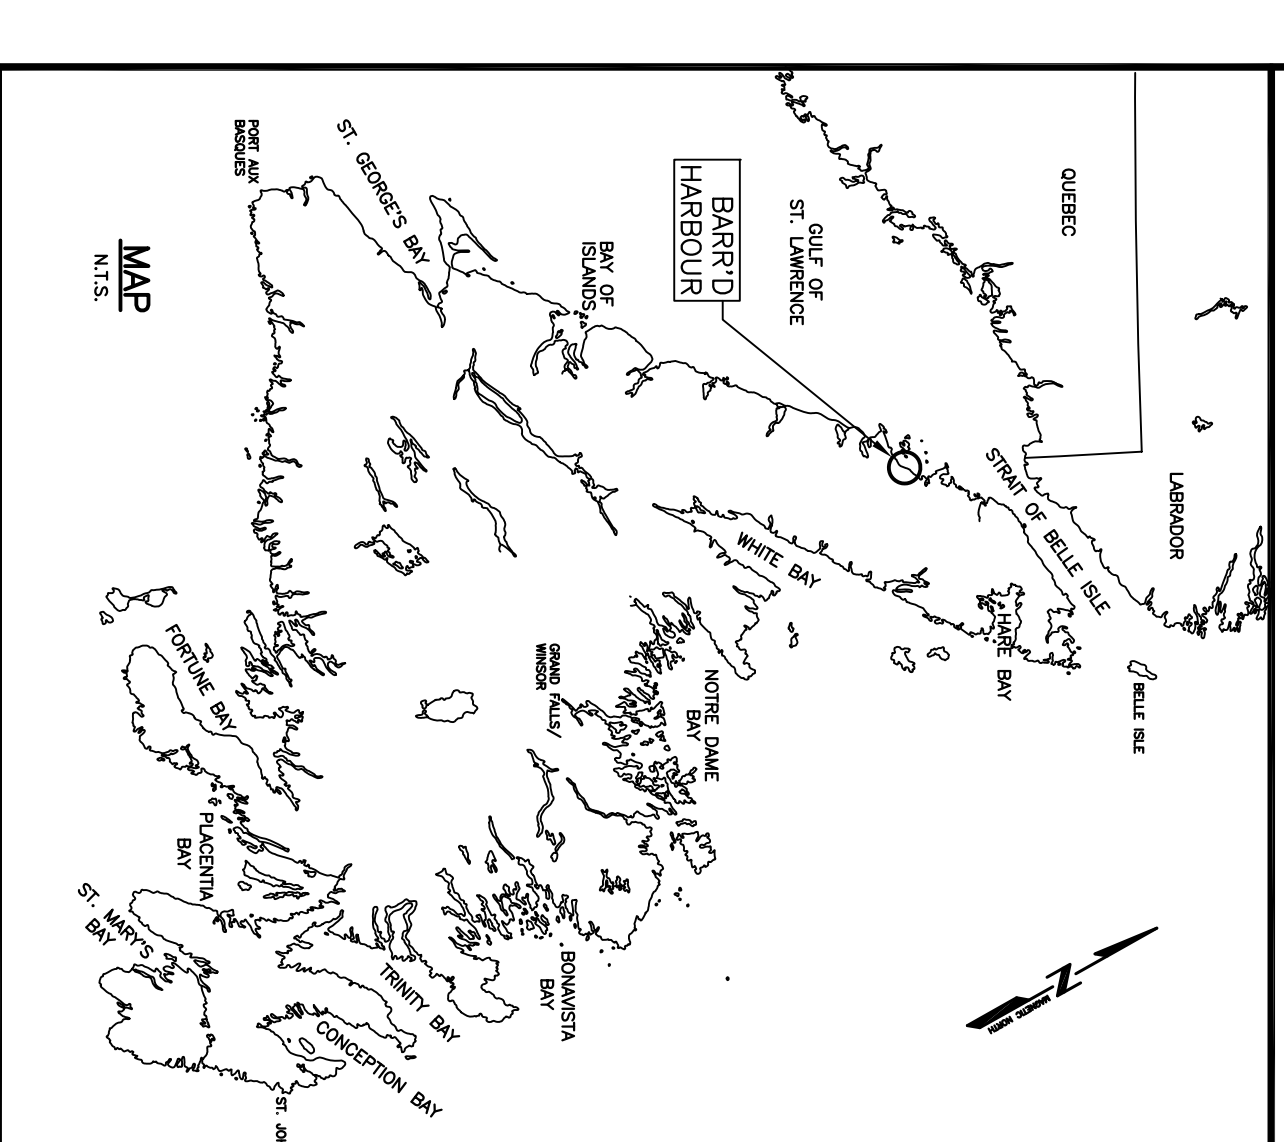 QUEBEC
LABRADOR
GULF OF
ST. LAWRENCE
BARR'D
HARBOUR
STRAIT OF BELLE ISLE
BELLE ISLE
HARE BAY
WHITE BAY
BAY OF
ISLANDS
ST. GEORGE'S BAY
PORT AUX
BASQUES
MAP
N.T.S.
NOTRE DAME
BAY
GRAND FALLS/
WINSOR
FORTUNE BAY
PLACENTIA
BAY
ST. MARY'S
BAY
BONAVISTA
BAY
TRINITY BAY
CONCEPTION BAY
ST. JO
N
MAGNETIC NORTH